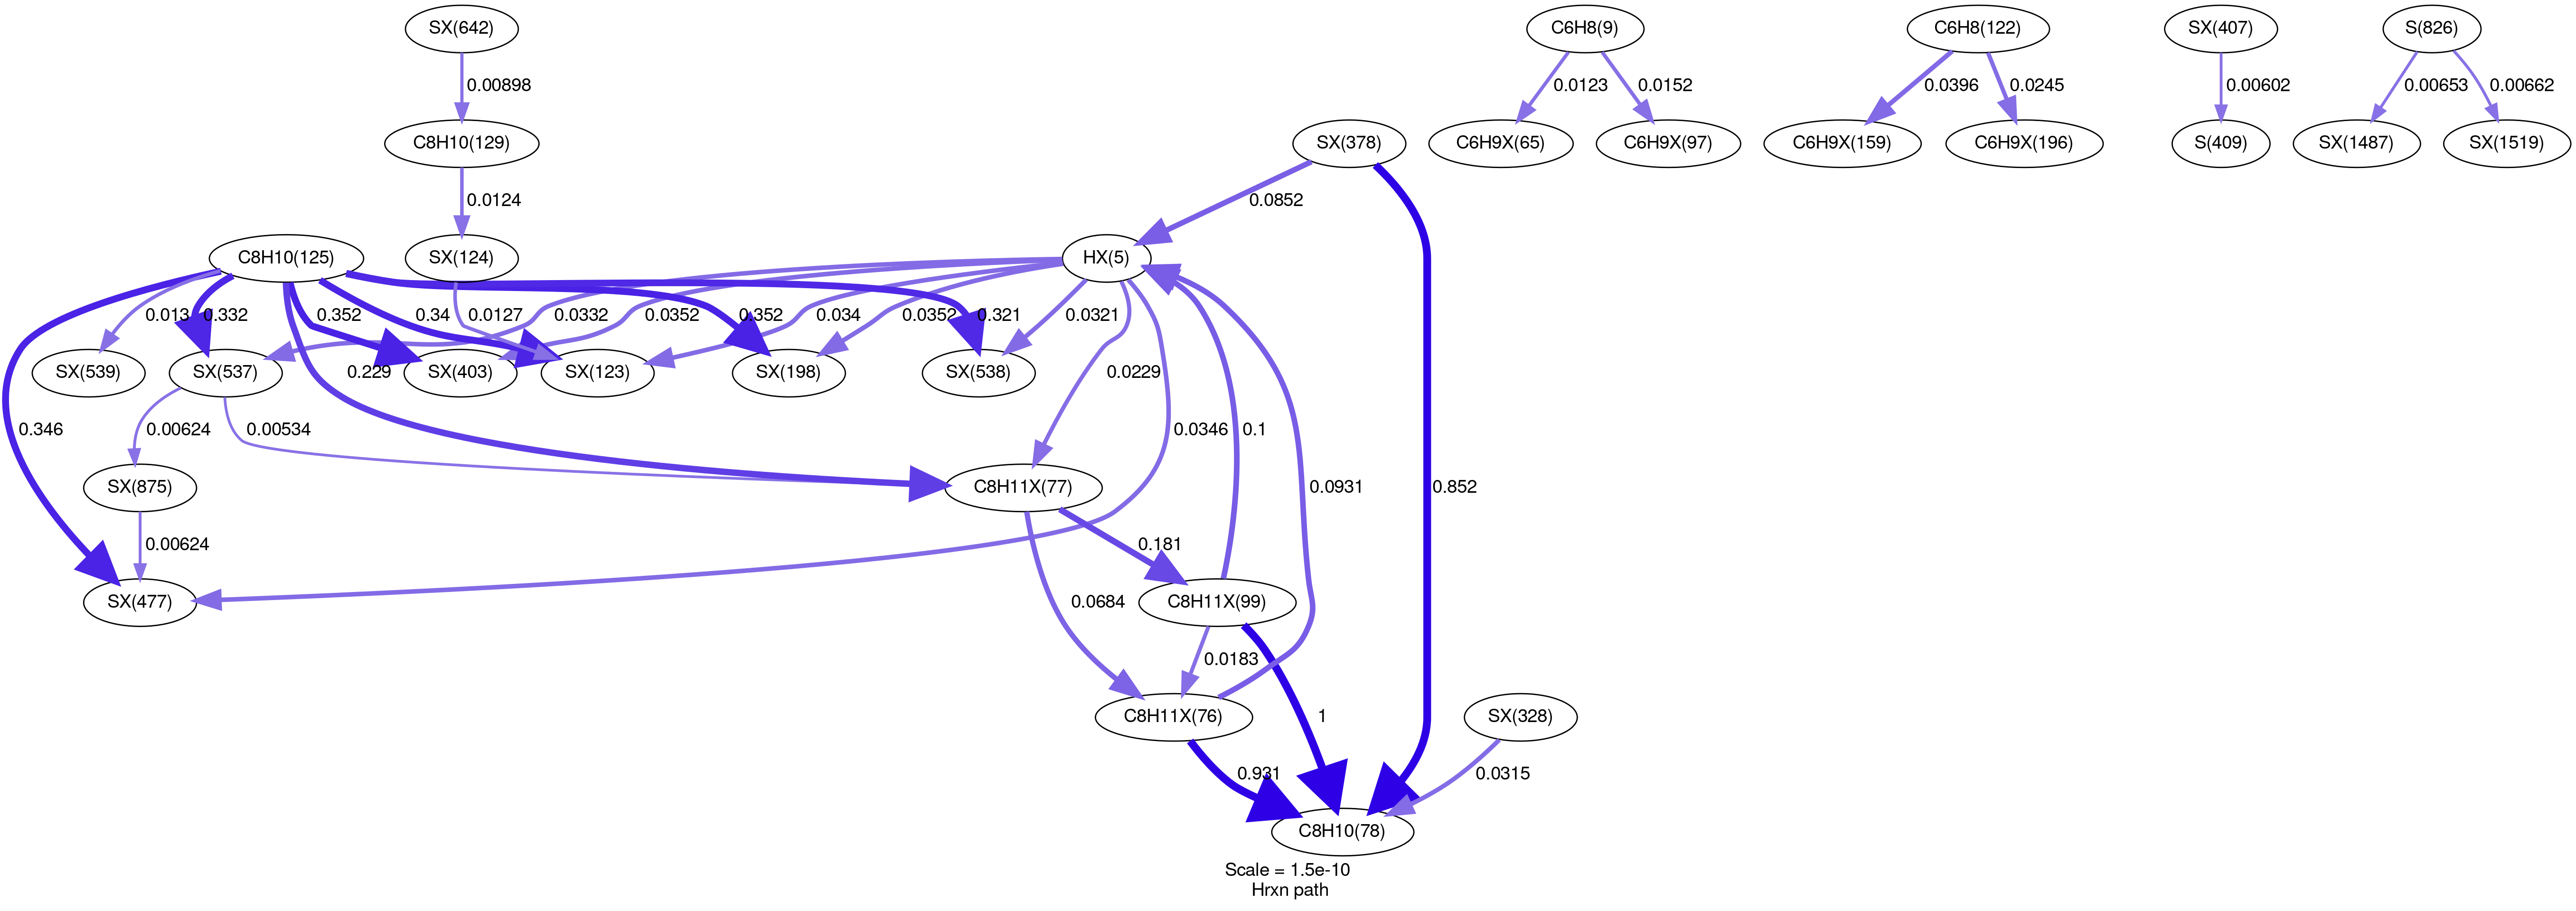 SX(642)
C6H8(9)
C6H8(122)
SX(407)
S(826)
0.00898
0.0123
0.0152
0.0396
0.0245
0.00602
0.00653
0.00662
C8H10(129)
SX(378)
C6H9X(65)
C6H9X(97)
C6H9X(159)
C6H9X(196)
S(409)
SX(1487)
SX(1519)
0.0124
0.0852
C8H10(125)
SX(124)
HX(5)
0.013
0.332
0.352
0.34
0.0127
0.0332
0.0352
0.352
0.034
0.0352
0.321
0.0321
SX(539)
SX(537)
0.229
SX(403)
SX(123)
SX(198)
SX(538)
0.0229
0.346
0.00624
0.00534
0.0346
0.1
SX(875)
C8H11X(77)
0.0931
0.852
0.00624
0.181
SX(477)
0.0684
C8H11X(99)
0.0183
C8H11X(76)
1
SX(328)
0.931
0.0315
C8H10(78)
Scale = 1.5e-10
Hrxn path